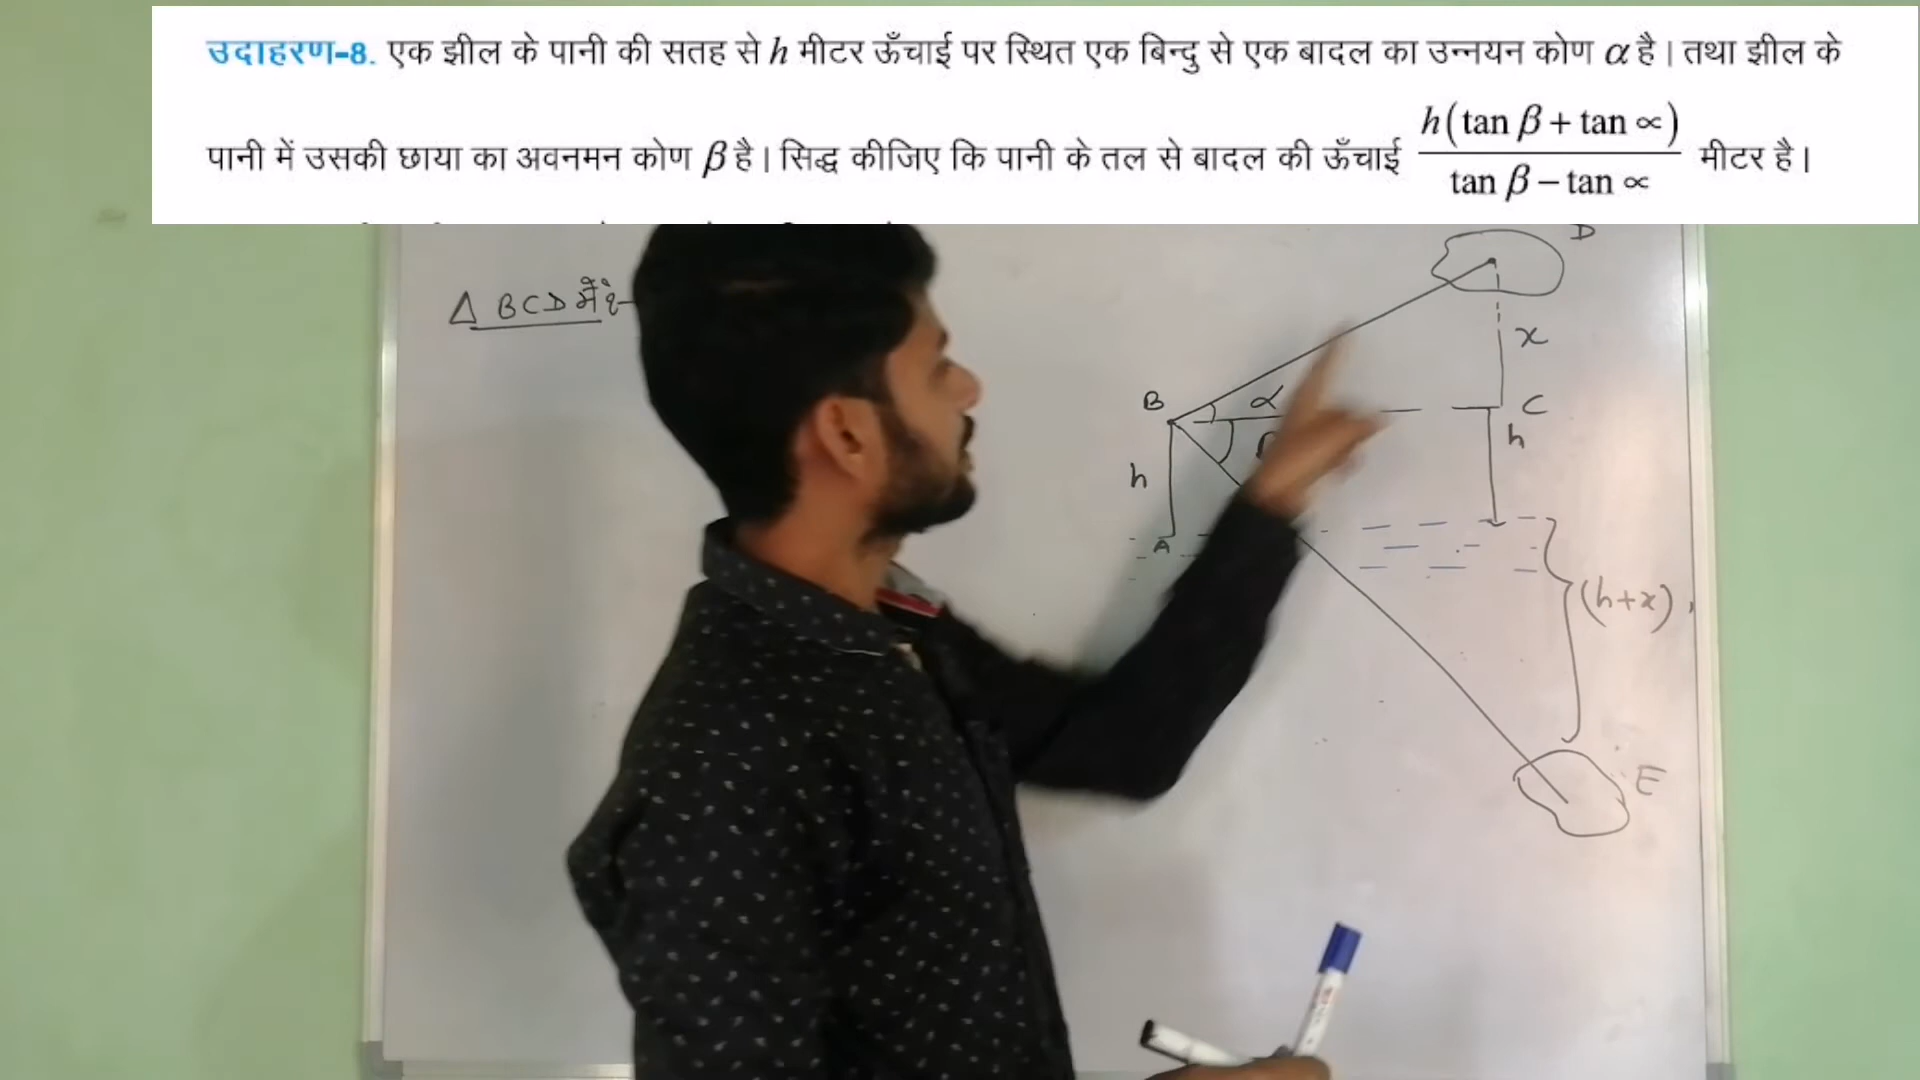 उदाहरण-8. एक झील के पानी की सतह से h मीटर ऊँचाई पर स्थित एक बिन्दु से एक बादल का उन्नयन कोण α है। तथा झील के
पानी में उसकी छाया का अवनमन कोण β है। सिद्ध कीजिए कि पानी के तल से बादल की ऊँचाई h(tan β + tan ∝) / tan β – tan ∝ मीटर है।
Δ BCD में:-
D
x
B
α
C
h
h
A
(h+x)
E